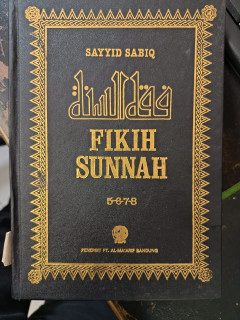 SAYYID SABIQ
فقه السنة
FIKIH
SUNNAH
5-6-7-8
PENERBIT PT. AL-MA'ARIF BANDUNG